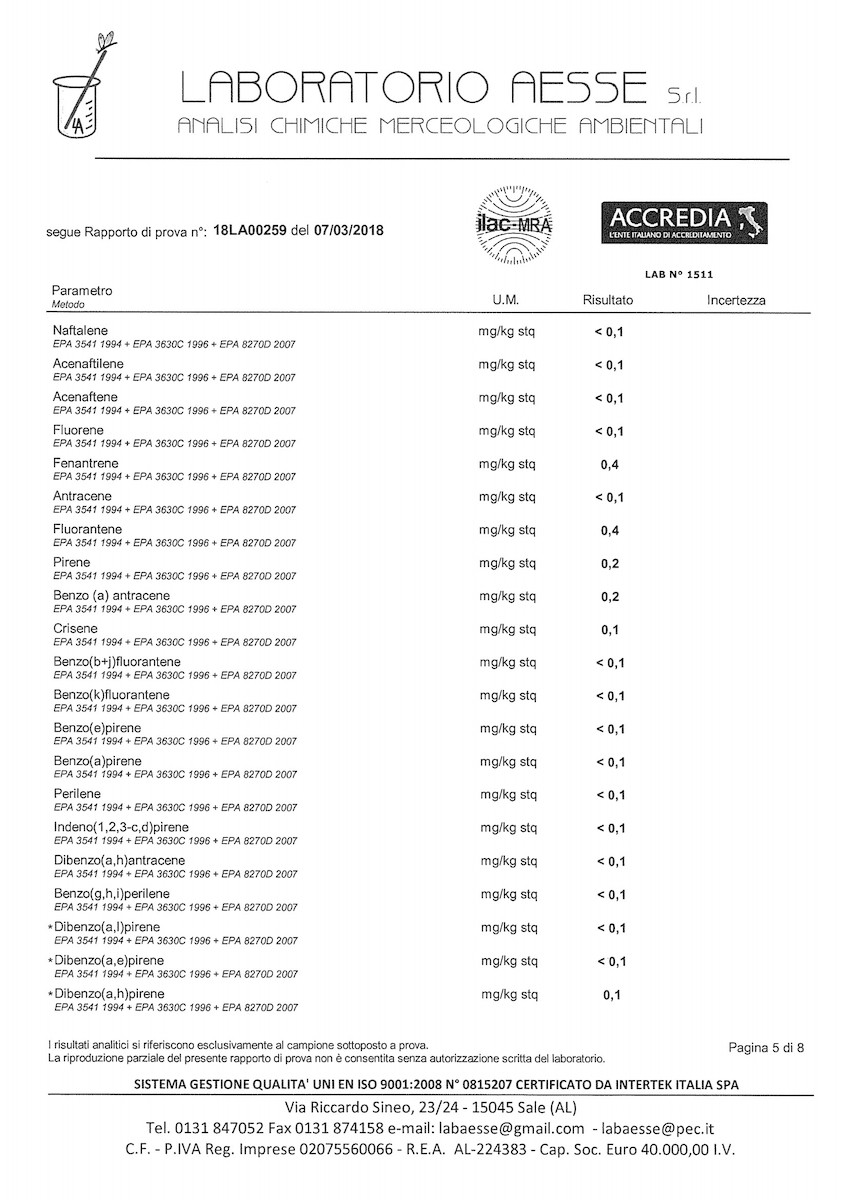 LA
LABORATORIO AESSE S.r.l.
ANALISI CHIMICHE MERCEOLOGICHE AMBIENTALI
segue Rapporto di prova n°: 18LA00259 del 07/03/2018
ilac-MRA
ACCREDIA
L'ENTE ITALIANO DI ACCREDITAMENTO
LAB N° 1511
Parametro
Metodo
U.M. Risultato Incertezza
Naftalene mg/kg stq < 0,1
EPA 3541 1994 + EPA 3630C 1996 + EPA 8270D 2007
Acenaftilene mg/kg stq < 0,1
EPA 3541 1994 + EPA 3630C 1996 + EPA 8270D 2007
Acenaftene mg/kg stq < 0,1
EPA 3541 1994 + EPA 3630C 1996 + EPA 8270D 2007
Fluorene mg/kg stq < 0,1
EPA 3541 1994 + EPA 3630C 1996 + EPA 8270D 2007
Fenantrene mg/kg stq 0,4
EPA 3541 1994 + EPA 3630C 1996 + EPA 8270D 2007
Antracene mg/kg stq < 0,1
EPA 3541 1994 + EPA 3630C 1996 + EPA 8270D 2007
Fluorantene mg/kg stq 0,4
EPA 3541 1994 + EPA 3630C 1996 + EPA 8270D 2007
Pirene mg/kg stq 0,2
EPA 3541 1994 + EPA 3630C 1996 + EPA 8270D 2007
Benzo (a) antracene mg/kg stq 0,2
EPA 3541 1994 + EPA 3630C 1996 + EPA 8270D 2007
Crisene mg/kg stq 0,1
EPA 3541 1994 + EPA 3630C 1996 + EPA 8270D 2007
Benzo(b+j)fluorantene mg/kg stq < 0,1
EPA 3541 1994 + EPA 3630C 1996 + EPA 8270D 2007
Benzo(k)fluorantene mg/kg stq < 0,1
EPA 3541 1994 + EPA 3630C 1996 + EPA 8270D 2007
Benzo(e)pirene mg/kg stq < 0,1
EPA 3541 1994 + EPA 3630C 1996 + EPA 8270D 2007
Benzo(a)pirene mg/kg stq < 0,1
EPA 3541 1994 + EPA 3630C 1996 + EPA 8270D 2007
Perilene mg/kg stq < 0,1
EPA 3541 1994 + EPA 3630C 1996 + EPA 8270D 2007
Indeno(1,2,3-c,d)pirene mg/kg stq < 0,1
EPA 3541 1994 + EPA 3630C 1996 + EPA 8270D 2007
Dibenzo(a,h)antracene mg/kg stq < 0,1
EPA 3541 1994 + EPA 3630C 1996 + EPA 8270D 2007
Benzo(g,h,i)perilene mg/kg stq < 0,1
EPA 3541 1994 + EPA 3630C 1996 + EPA 8270D 2007
*Dibenzo(a,l)pirene mg/kg stq < 0,1
EPA 3541 1994 + EPA 3630C 1996 + EPA 8270D 2007
*Dibenzo(a,e)pirene mg/kg stq < 0,1
EPA 3541 1994 + EPA 3630C 1996 + EPA 8270D 2007
*Dibenzo(a,h)pirene mg/kg stq 0,1
EPA 3541 1994 + EPA 3630C 1996 + EPA 8270D 2007
I risultati analitici si riferiscono esclusivamente al campione sottoposto a prova.
La riproduzione parziale del presente rapporto di prova non è consentita senza autorizzazione scritta del laboratorio.
Pagina 5 di 8
SISTEMA GESTIONE QUALITA' UNI EN ISO 9001:2008 N° 0815207 CERTIFICATO DA INTERTEK ITALIA SPA
Via Riccardo Sineo, 23/24 - 15045 Sale (AL)
Tel. 0131 847052 Fax 0131 874158 e-mail: labaesse@gmail.com - labaesse@pec.it
C.F. - P.IVA Reg. Imprese 02075560066 - R.E.A. AL-224383 - Cap. Soc. Euro 40.000,00 I.V.